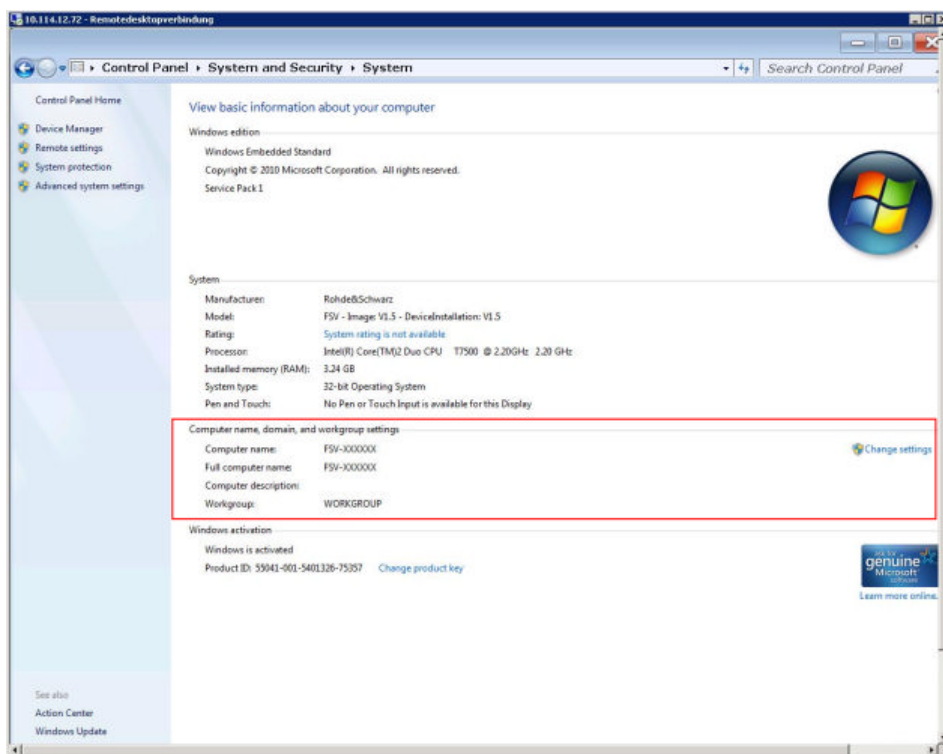 10.114.12.72 - Remotedesktopverbindung
Control Panel ▸ System and Security ▸ System
Search Control Panel
Control Panel Home
Device Manager
Remote settings
System protection
Advanced system settings
View basic information about your computer
Windows edition
Windows Embedded Standard
Copyright © 2010 Microsoft Corporation. All rights reserved.
Service Pack 1
System
Manufacturer: Rohde&Schwarz
Model: FSV - Image: V1.5 - DeviceInstallation: V1.5
Rating: System rating is not available
Processor: Intel(R) Core(TM)2 Duo CPU T7500 @ 2.20GHz 2.20 GHz
Installed memory (RAM): 3.24 GB
System type: 32-bit Operating System
Pen and Touch: No Pen or Touch Input is available for this Display
Computer name, domain, and workgroup settings
Computer name: FSV-XXXXXX
Change settings
Full computer name: FSV-XXXXXX
Computer description:
Workgroup: WORKGROUP
Windows activation
Windows is activated
Product ID: 55041-001-5401326-75357 Change product key
genuine
Microsoft
Learn more online.
See also
Action Center
Windows Update